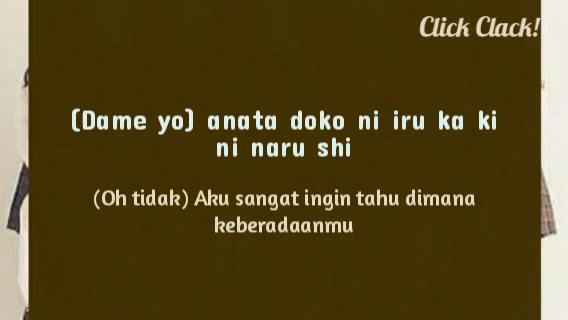 Click Clack!
(Dame yo) anata doko ni iru ka ki
ni naru shi
(Oh tidak) Aku sangat ingin tahu dimana
keberadaanmu